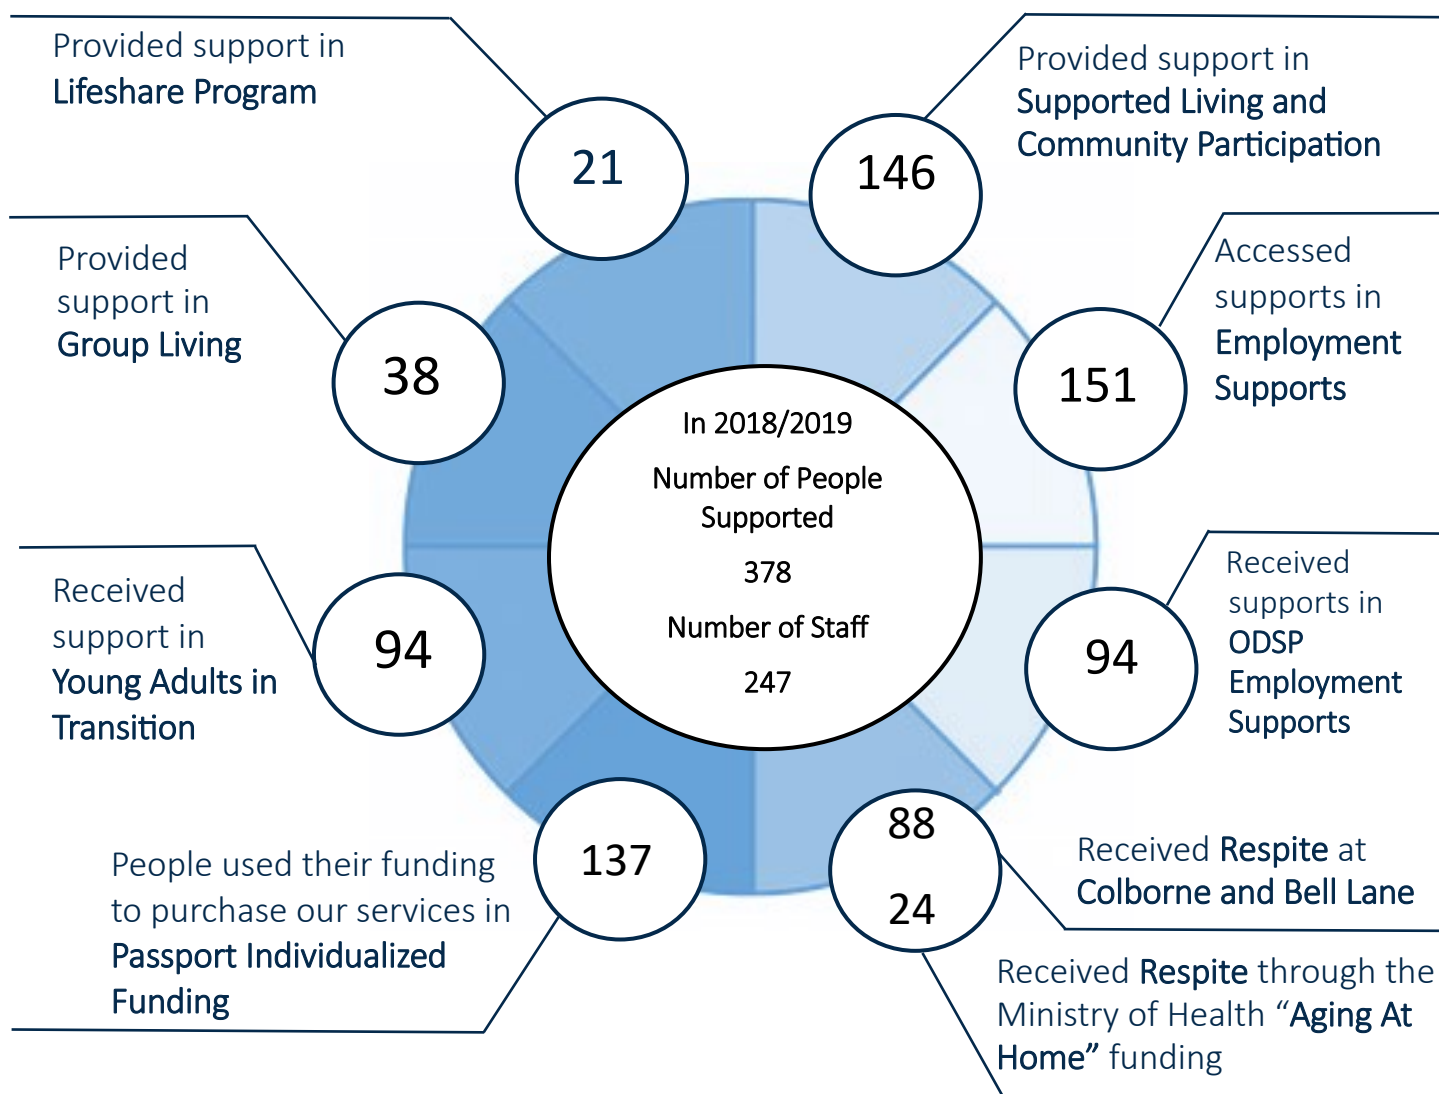 Provided support in
Lifeshare Program
21
Provided support in
Supported Living and
Community Participation
146
Provided
support in
Group Living
38
Accessed
supports in
Employment
Supports
151
In 2018/2019
Number of People
Supported
378
Number of Staff
247
Received
support in
Young Adults in
Transition
94
Received
supports in
ODSP
Employment
Supports
94
People used their funding
to purchase our services in
Passport Individualized
Funding
137
88
24
Received Respite at
Colborne and Bell Lane
Received Respite through the
Ministry of Health “Aging At
Home” funding